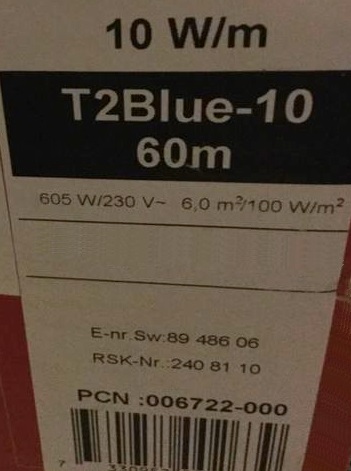 10 W/m
T2Blue-10
60m
605 W/230 V~ 6,0 m²/100 W/m²
E-nr.Sw:89 486 06
RSK-Nr.:240 81 10
PCN :006722-000
7